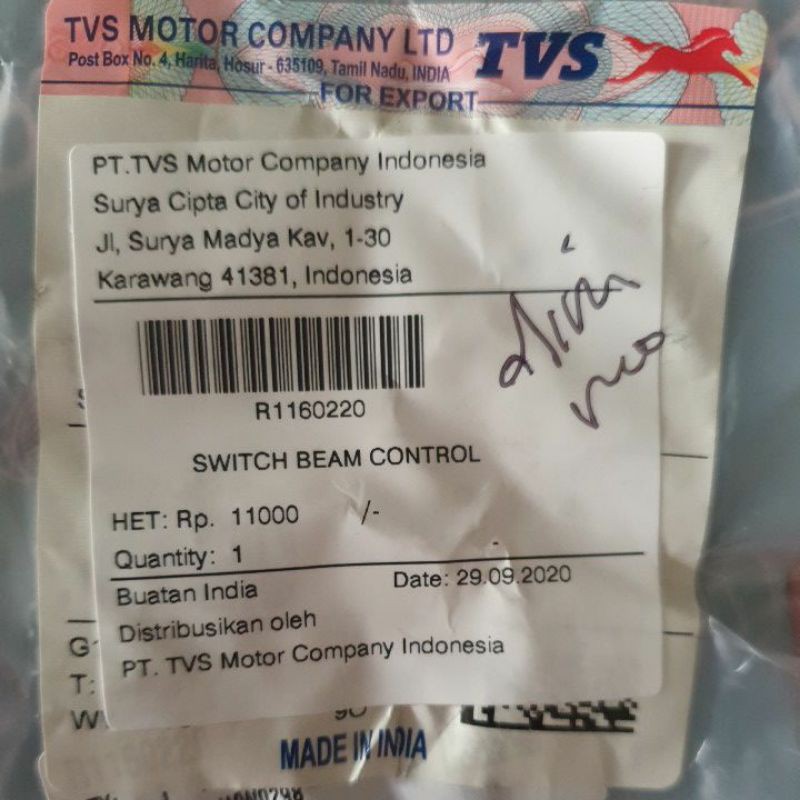 TVS MOTOR COMPANY LTD
Post Box No. 4, Harita, Hosur - 635109, Tamil Nadu, INDIA
TVS
FOR EXPORT
PT.TVS Motor Company Indonesia
Surya Cipta City of Industry
Jl, Surya Madya Kav, 1-30
Karawang 41381, Indonesia
R1160220
SWITCH BEAM CONTROL
HET: Rp. 11000 /-
Quantity: 1
Buatan India Date: 29.09.2020
Distribusikan oleh
PT. TVS Motor Company Indonesia
G
T:
W
MADE IN INDIA